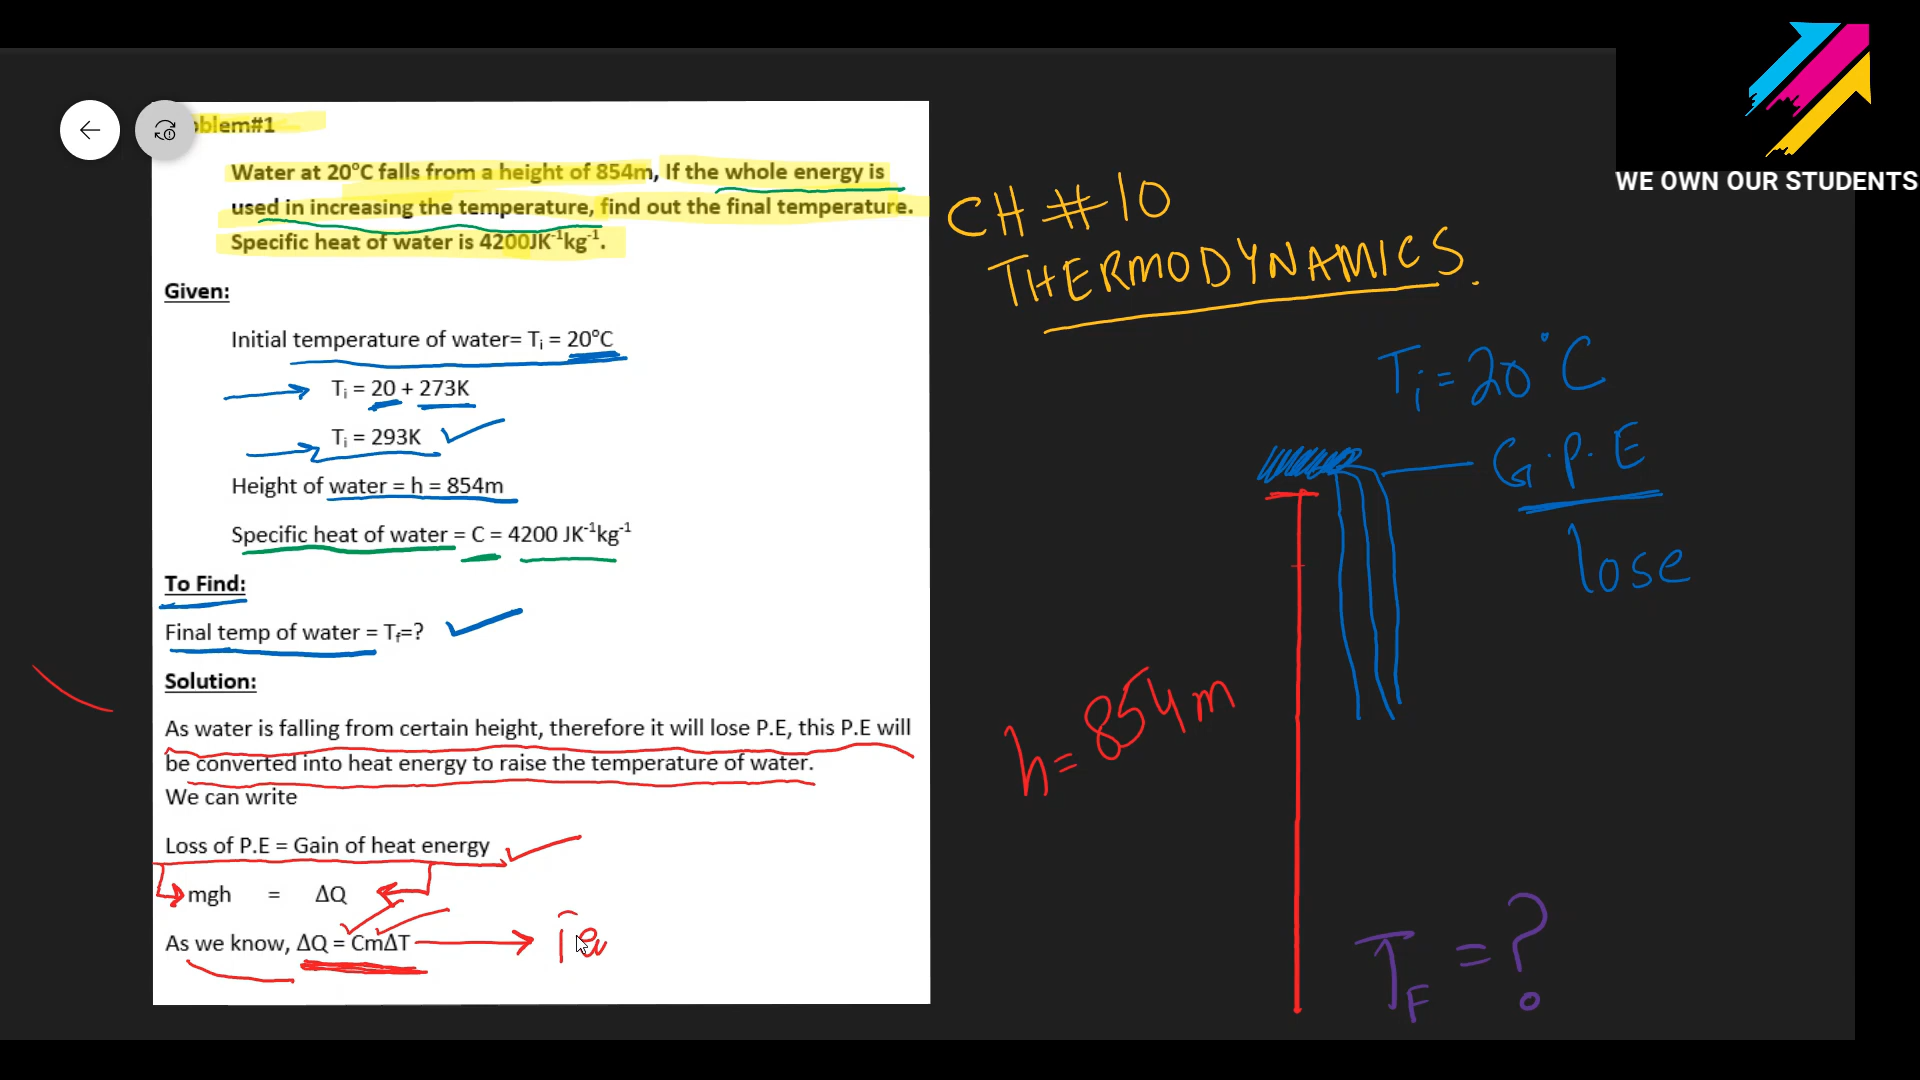 oblem#1
Water at 20°C falls from a height of 854m, If the whole energy is
used in increasing the temperature, find out the final temperature.
Specific heat of water is 4200JK⁻¹kg⁻¹.
Given:
Initial temperature of water= Tᵢ = 20°C
Tᵢ = 20 + 273K
Tᵢ = 293K
Height of water = h = 854m
Specific heat of water = C = 4200 JK⁻¹kg⁻¹
To Find:
Final temp of water = T_f=?
Solution:
As water is falling from certain height, therefore it will lose P.E, this P.E will
be converted into heat energy to raise the temperature of water.
We can write
Loss of P.E = Gain of heat energy
mgh = ΔQ
As we know, ΔQ = CmΔT
WE OWN OUR STUDENTS
CH #10
THERMODYNAMICS.
Tᵢ = 20°C
G.P.E
lose
h = 854m
T_F = ?